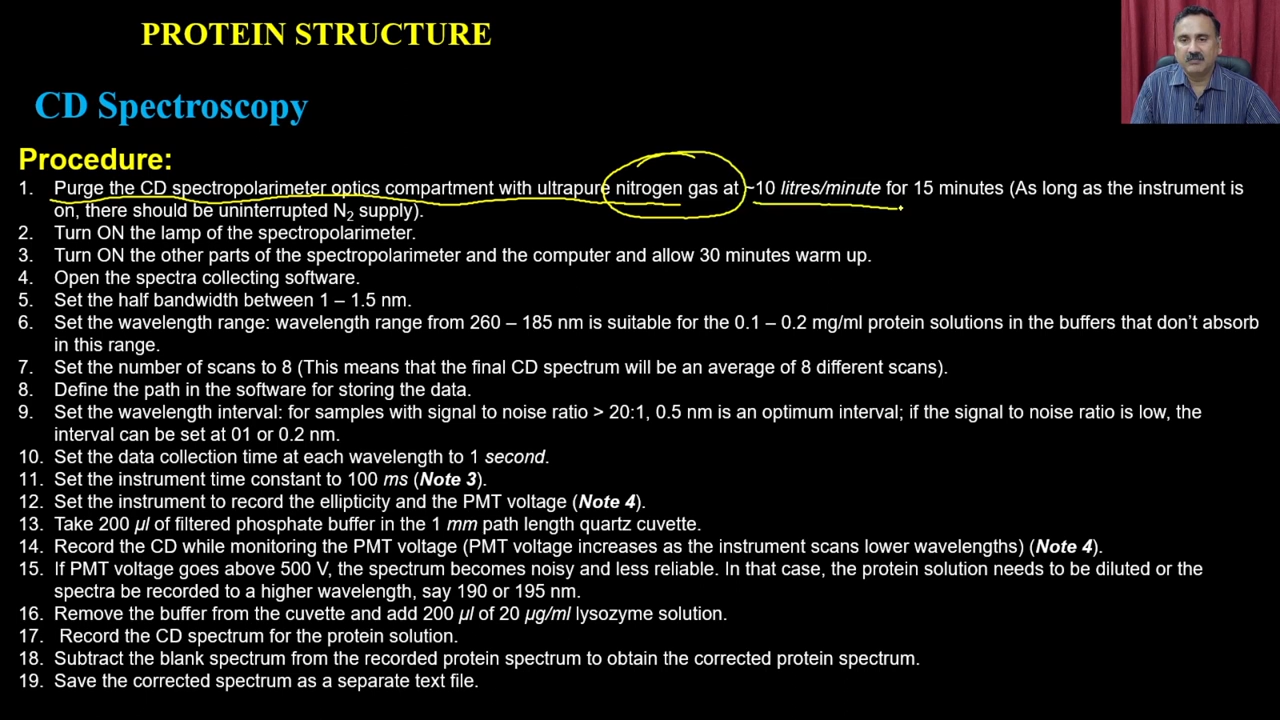 PROTEIN STRUCTURE
CD Spectroscopy
Procedure:
1. Purge the CD spectropolarimeter optics compartment with ultrapure nitrogen gas at ~10 litres/minute for 15 minutes (As long as the instrument is
on, there should be uninterrupted N2 supply).
2. Turn ON the lamp of the spectropolarimeter.
3. Turn ON the other parts of the spectropolarimeter and the computer and allow 30 minutes warm up.
4. Open the spectra collecting software.
5. Set the half bandwidth between 1 – 1.5 nm.
6. Set the wavelength range: wavelength range from 260 – 185 nm is suitable for the 0.1 – 0.2 mg/ml protein solutions in the buffers that don’t absorb
in this range.
7. Set the number of scans to 8 (This means that the final CD spectrum will be an average of 8 different scans).
8. Define the path in the software for storing the data.
9. Set the wavelength interval: for samples with signal to noise ratio > 20:1, 0.5 nm is an optimum interval; if the signal to noise ratio is low, the
interval can be set at 01 or 0.2 nm.
10. Set the data collection time at each wavelength to 1 second.
11. Set the instrument time constant to 100 ms (Note 3).
12. Set the instrument to record the ellipticity and the PMT voltage (Note 4).
13. Take 200 µl of filtered phosphate buffer in the 1 mm path length quartz cuvette.
14. Record the CD while monitoring the PMT voltage (PMT voltage increases as the instrument scans lower wavelengths) (Note 4).
15. If PMT voltage goes above 500 V, the spectrum becomes noisy and less reliable. In that case, the protein solution needs to be diluted or the
spectra be recorded to a higher wavelength, say 190 or 195 nm.
16. Remove the buffer from the cuvette and add 200 µl of 20 µg/ml lysozyme solution.
17. Record the CD spectrum for the protein solution.
18. Subtract the blank spectrum from the recorded protein spectrum to obtain the corrected protein spectrum.
19. Save the corrected spectrum as a separate text file.